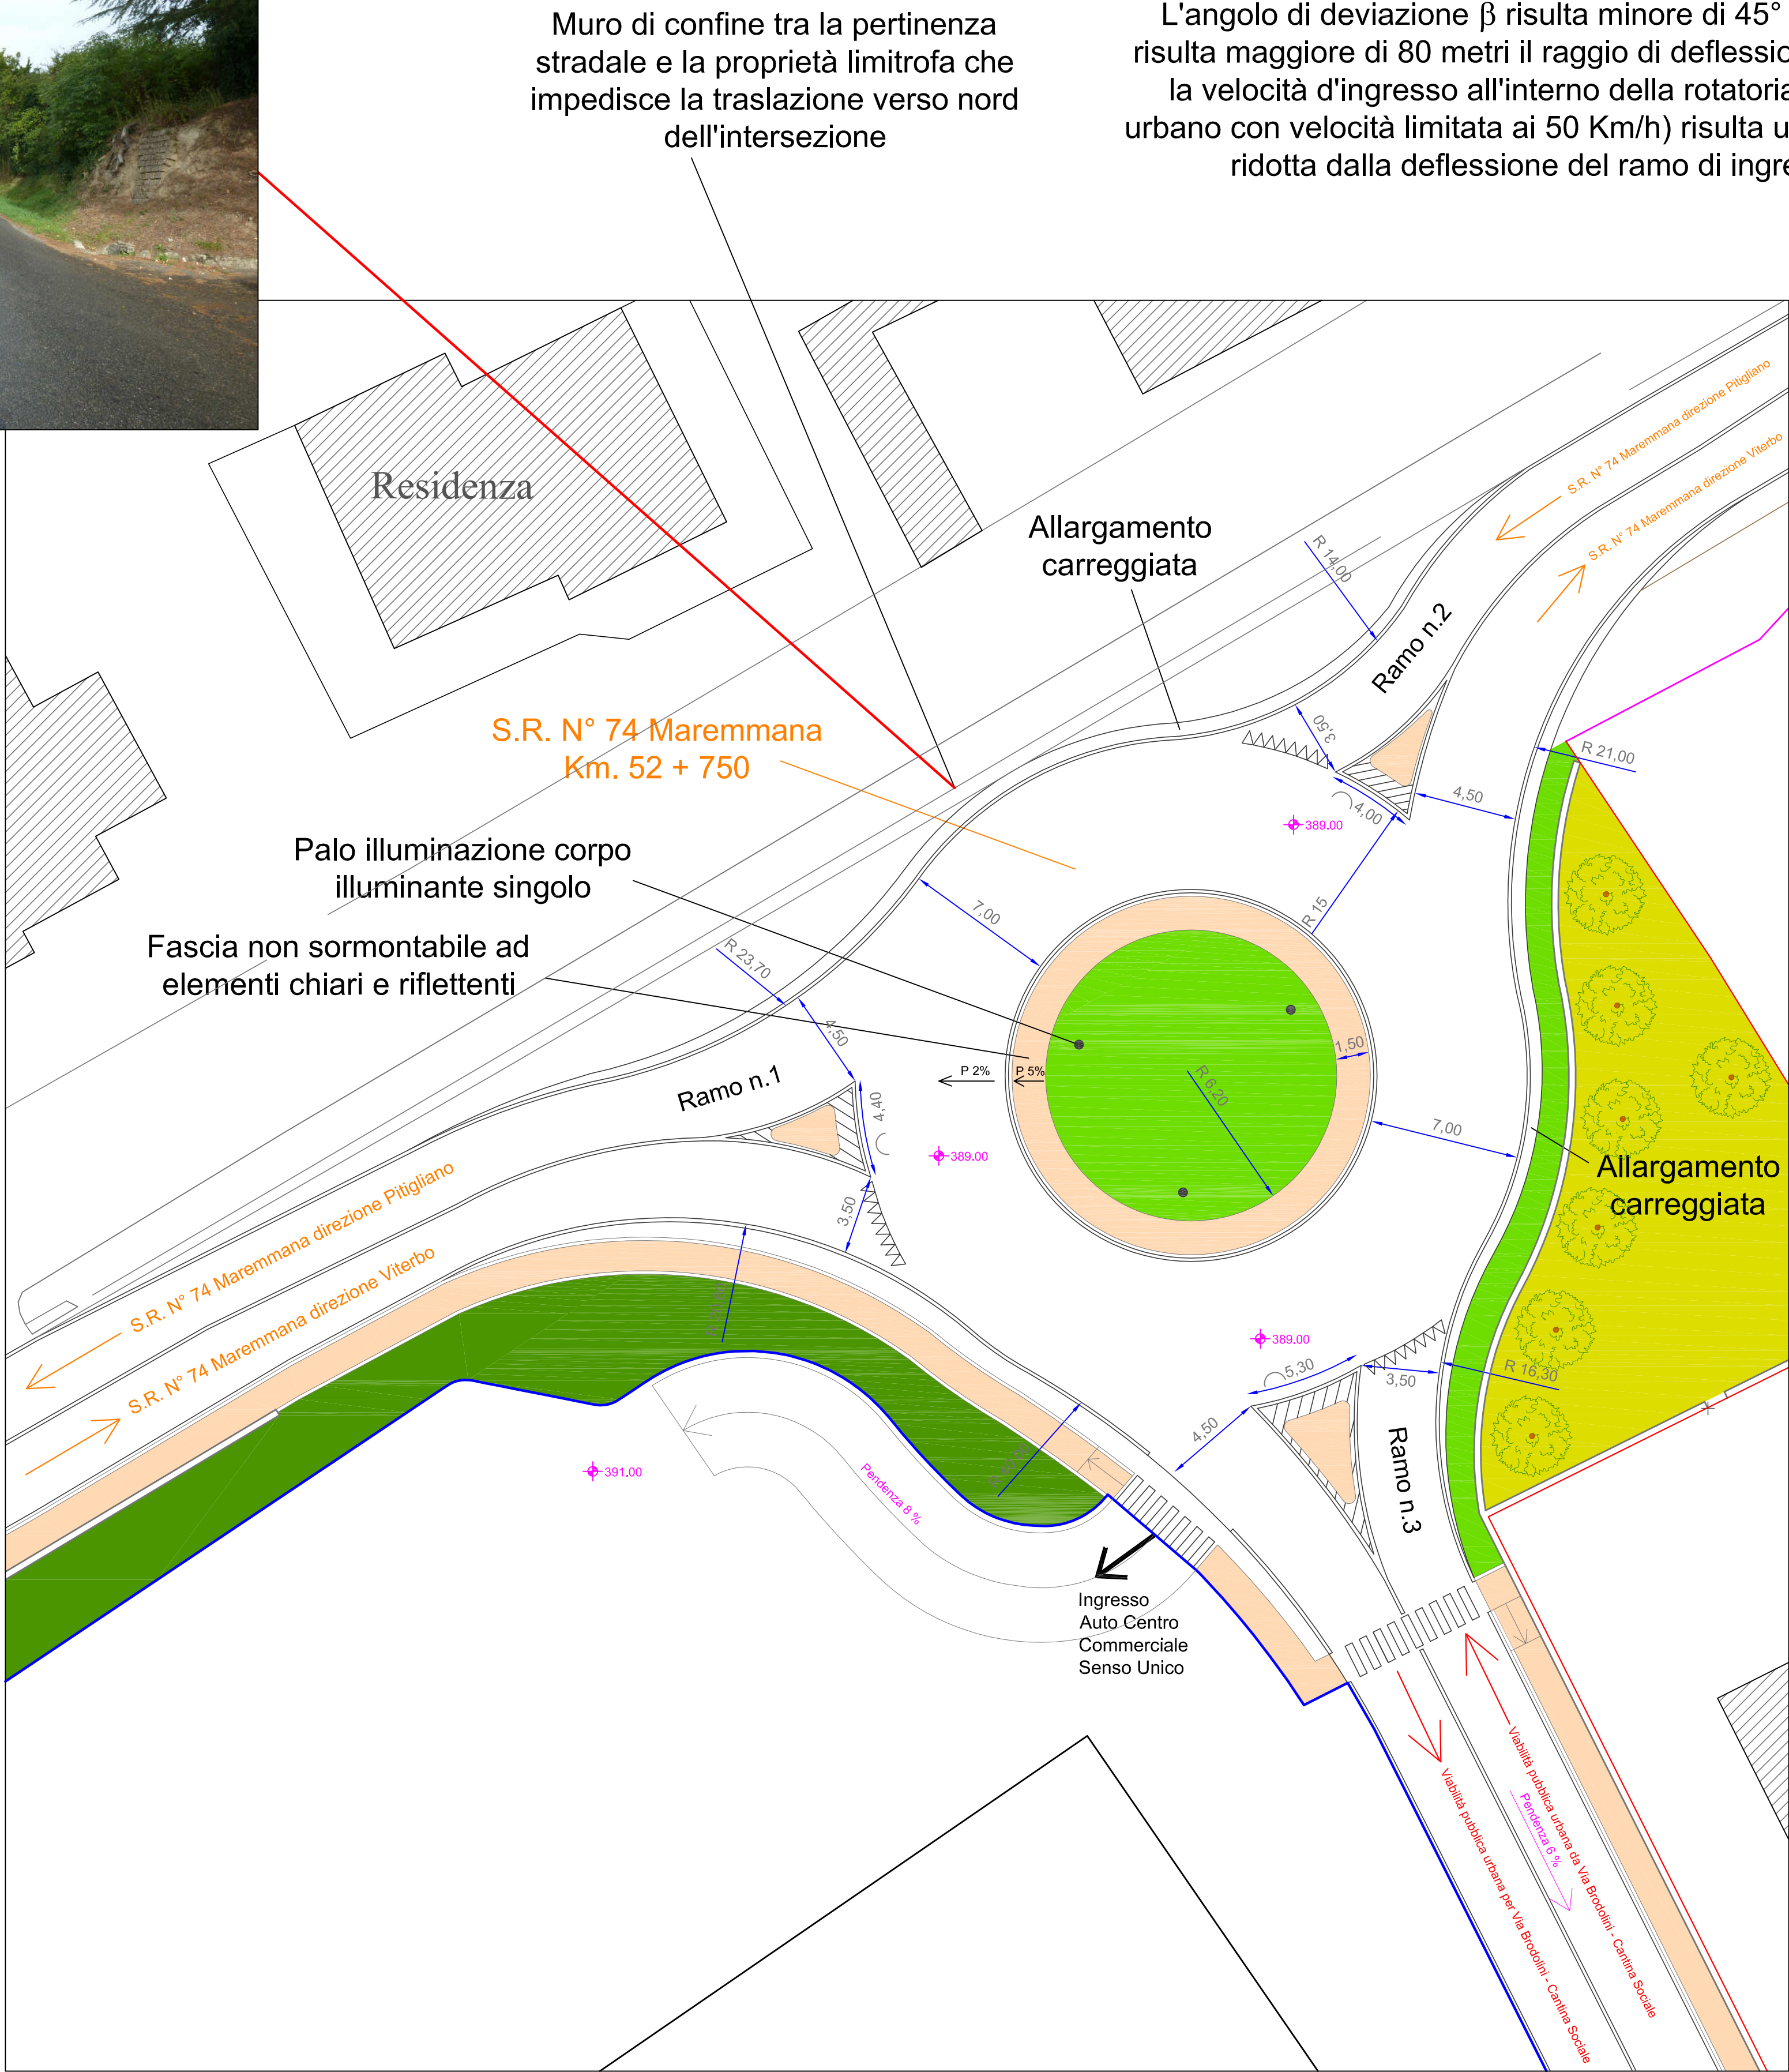 Muro di confine tra la pertinenza
stradale e la proprietà limitrofa che
impedisce la traslazione verso nord
dell'intersezione
L'angolo di deviazione β risulta minore di 45°
risulta maggiore di 80 metri il raggio di
la velocità d'ingresso all'interno della
urbano con velocità limitata ai 50 Km/h) risulta
ridotta dalla deflessione del ramo di
Residenza
Allargamento
carreggiata
R 14,00
Ramo n.2
S.R. N° 74 Maremmana direzione Pitigliano
S.R. N° 74 Maremmana direzione Viterbo
S.R. N° 74 Maremmana
Km. 52 + 750
3,50
R 21,00
4,50
4,00
389.00
Palo illuminazione corpo
illuminante singolo
7,00
R 15
Fascia non sormontabile ad
elementi chiari e riflettenti
R 23,70
4,50
1,50
P 2%
P 5%
R 6,20
Ramo n.1
4,40
389.00
7,00
Allargamento
carreggiata
3,50
S.R. N° 74 Maremmana direzione Pitigliano
S.R. N° 74 Maremmana direzione Viterbo
389.00
5,30
3,50
R 16,30
4,50
Ramo n.3
391.00
Pendenza 8 %
Ingresso
Auto Centro
Commerciale
Senso Unico
Viabilità pubblica urbana per Via Brodolini - Cantina Sociale
Pendenza 6 %
Viabilità pubblica urbana da Via Brodolini - Cantina Sociale